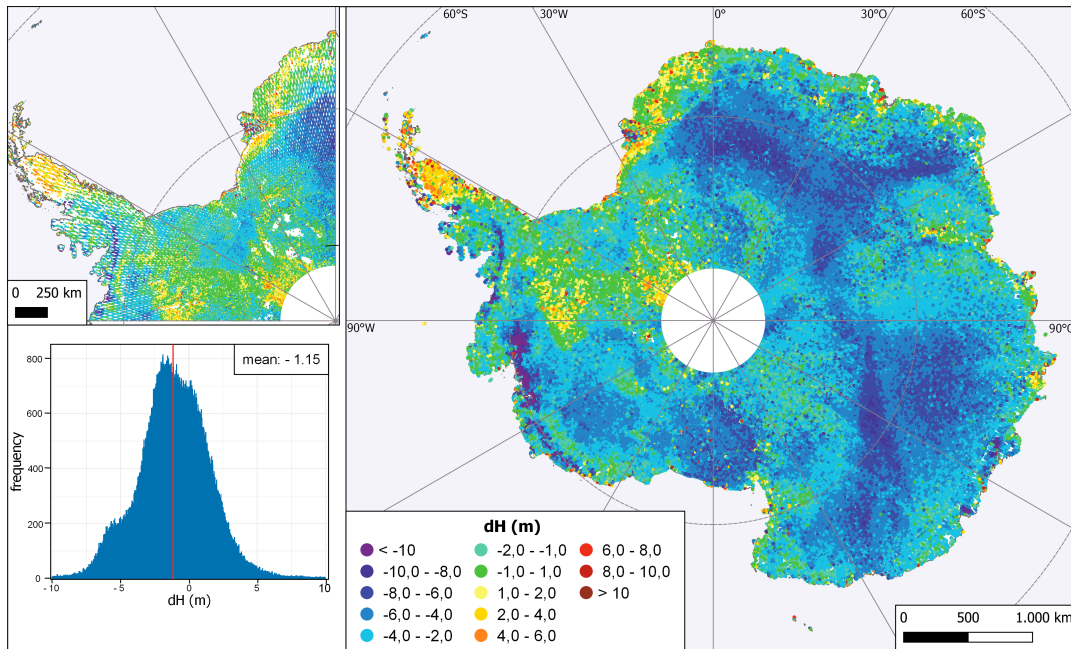 60°S 30°W 0° 30°O 60°S
0 250 km
90°W
90°O
mean: - 1.15
800
600
400
200
0
frequency
-10 -5 0 5 10
dH (m)
dH (m)
< -10
-10,0 - -8,0
-8,0 - -6,0
-6,0 - -4,0
-4,0 - -2,0
-2,0 - -1,0
-1,0 - 1,0
1,0 - 2,0
2,0 - 4,0
4,0 - 6,0
6,0 - 8,0
8,0 - 10,0
> 10
0 500 1.000 km